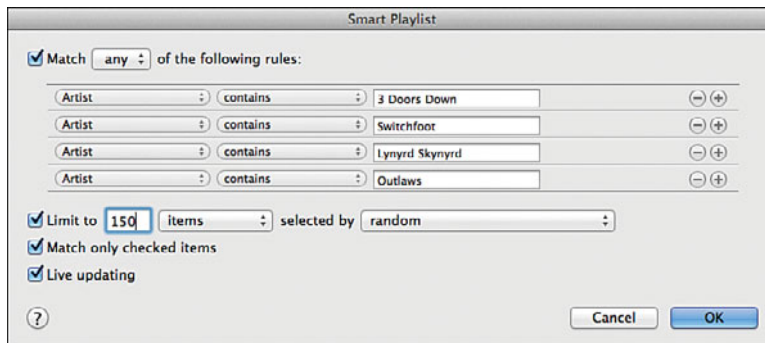 Smart Playlist
Match any of the following rules:
Artist contains 3 Doors Down
Artist contains Switchfoot
Artist contains Lynyrd Skynyrd
Artist contains Outlaws
Limit to 150 items selected by random
Match only checked items
Live updating
? Cancel OK